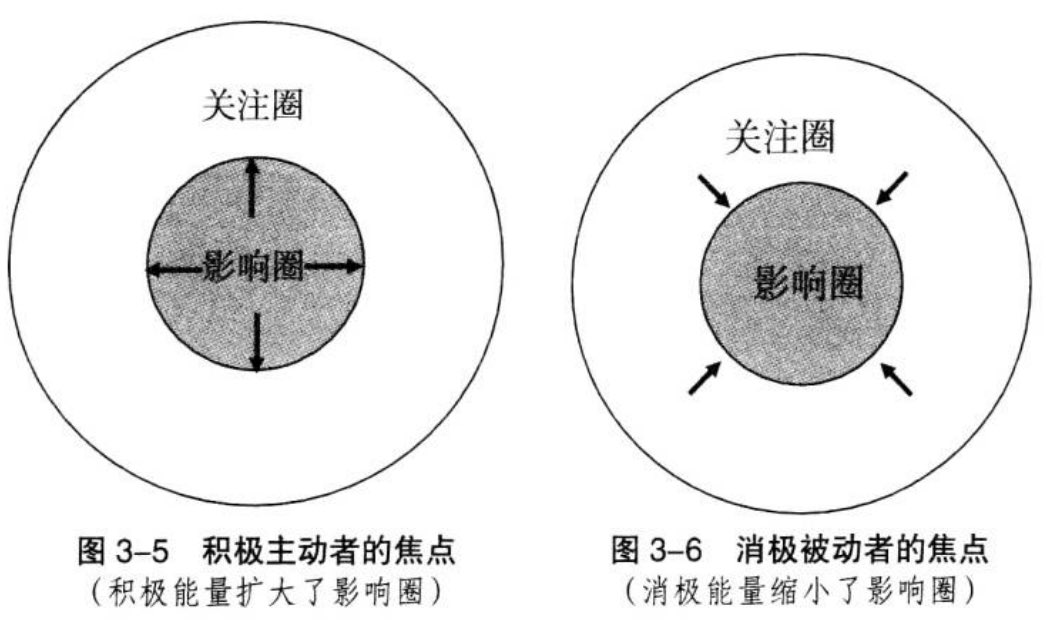 关注圈
影响圈
图 3-5 积极主动者的焦点
（积极能量扩大了影响圈）
关注圈
影响圈
图 3-6 消极被动者的焦点
（消极能量缩小了影响圈）